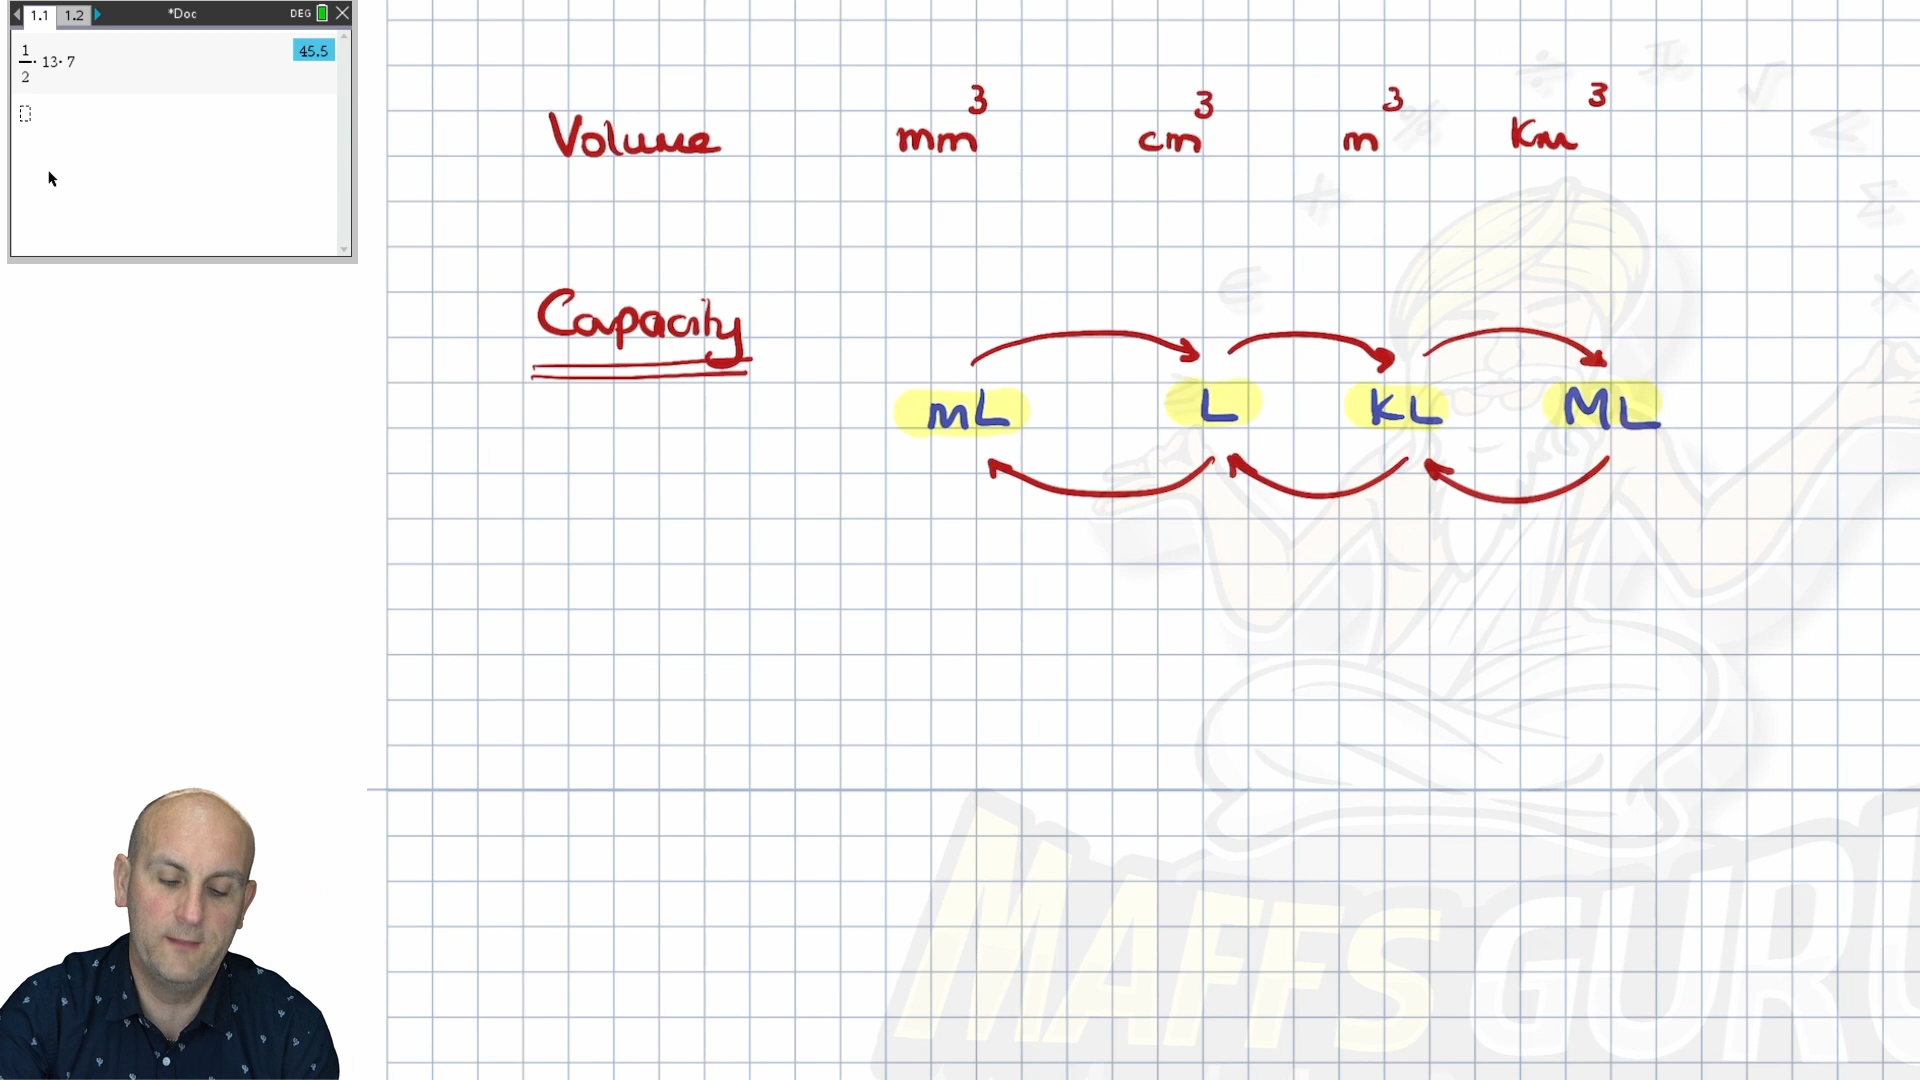 1.1 1.2 *Doc DEG
1/2 · 13 · 7 45.5
Volume mm³ cm³ m³ Km³
Capacity
mL L KL ML
MAFFS GURU